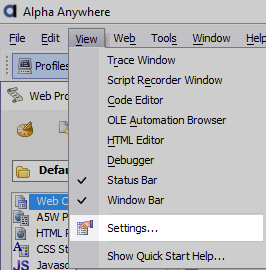 Alpha Anywhere
File Edit View Web Tools Window Help
Profiles
Trace Window
Web Pro
Script Recorder Window
Code Editor
OLE Automation Browser
HTML Editor
Debugger
Defau
Status Bar
Web C
Window Bar
A5W P
HTML P
Settings...
CSS St
Javascrip
Show Quick Start Help...